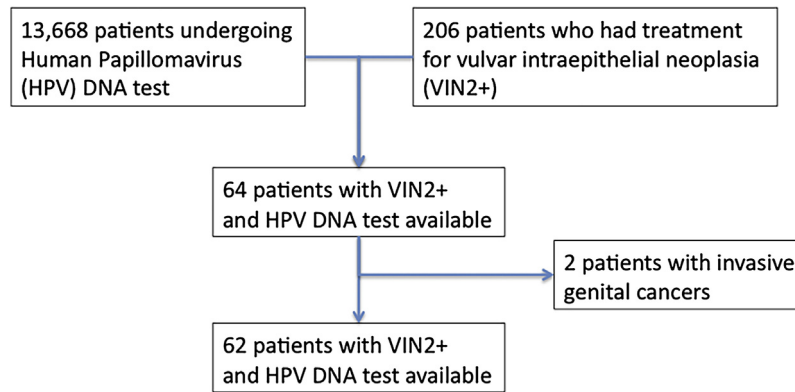 13,668 patients undergoing
Human Papillomavirus
(HPV) DNA test
206 patients who had treatment
for vulvar intraepithelial neoplasia
(VIN2+)
64 patients with VIN2+
and HPV DNA test available
2 patients with invasive
genital cancers
62 patients with VIN2+
and HPV DNA test available